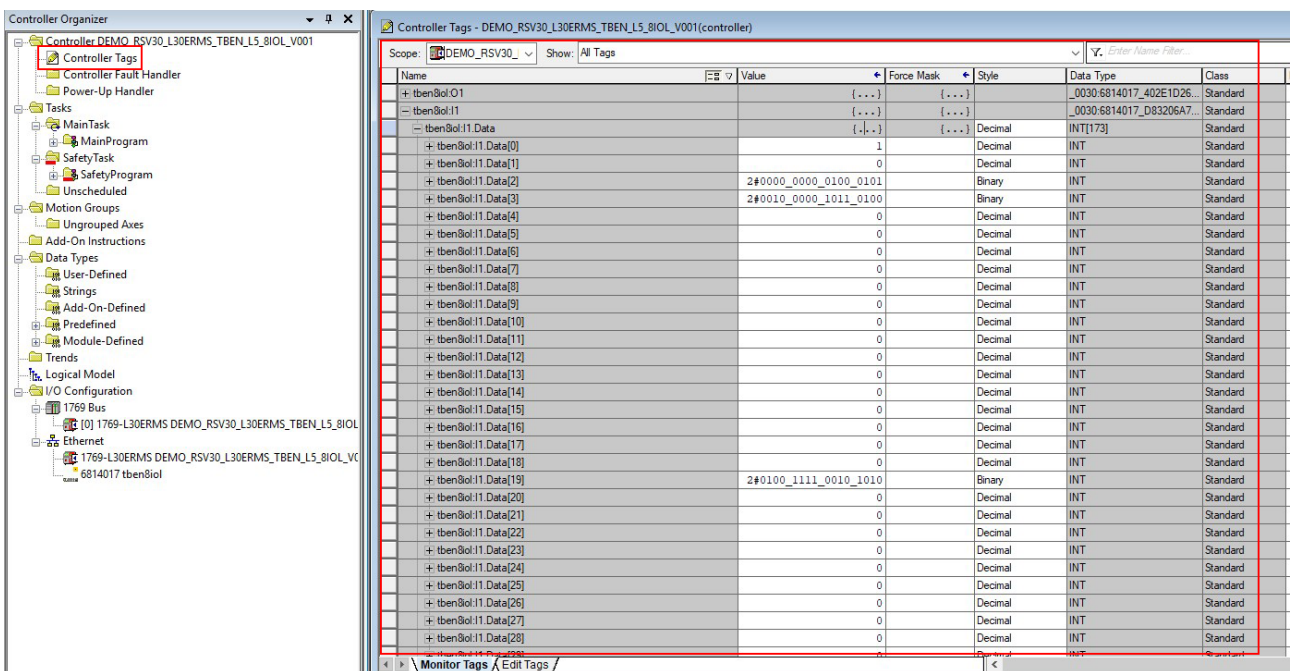 Controller Organizer
Controller DEMO_RSV30_L30ERMS_TBEN_L5_8IOL_V001
Controller Tags
Controller Fault Handler
Power-Up Handler
Tasks
MainTask
MainProgram
SafetyTask
SafetyProgram
Unscheduled
Motion Groups
Ungrouped Axes
Add-On Instructions
Data Types
User-Defined
Strings
Add-On-Defined
Predefined
Module-Defined
Trends
Logical Model
I/O Configuration
1769 Bus
[0] 1769-L30ERMS DEMO_RSV30_L30ERMS_TBEN_L5_8IOL
Ethernet
1769-L30ERMS DEMO_RSV30_L30ERMS_TBEN_L5_8IOL_V0
6814017 tben8iol
Controller Tags - DEMO_RSV30_L30ERMS_TBEN_L5_8IOL_V001(controller)
Scope: DEMO_RSV30_ Show: All Tags Enter Name Filter...
Name Value Force Mask Style Data Type Class
tben8iol:O1 {...} {...} _0030:6814017_402E1D26... Standard
tben8iol:I1 {...} {...} _0030:6814017_D83206A7... Standard
tben8iol:I1.Data {...} {...} Decimal INT[173] Standard
tben8iol:I1.Data[0] 1 Decimal INT Standard
tben8iol:I1.Data[1] 0 Decimal INT Standard
tben8iol:I1.Data[2] 2#0000_0000_0100_0101 Binary INT Standard
tben8iol:I1.Data[3] 2#0010_0000_1011_0100 Binary INT Standard
tben8iol:I1.Data[4] 0 Decimal INT Standard
tben8iol:I1.Data[5] 0 Decimal INT Standard
tben8iol:I1.Data[6] 0 Decimal INT Standard
tben8iol:I1.Data[7] 0 Decimal INT Standard
tben8iol:I1.Data[8] 0 Decimal INT Standard
tben8iol:I1.Data[9] 0 Decimal INT Standard
tben8iol:I1.Data[10] 0 Decimal INT Standard
tben8iol:I1.Data[11] 0 Decimal INT Standard
tben8iol:I1.Data[12] 0 Decimal INT Standard
tben8iol:I1.Data[13] 0 Decimal INT Standard
tben8iol:I1.Data[14] 0 Decimal INT Standard
tben8iol:I1.Data[15] 0 Decimal INT Standard
tben8iol:I1.Data[16] 0 Decimal INT Standard
tben8iol:I1.Data[17] 0 Decimal INT Standard
tben8iol:I1.Data[18] 0 Decimal INT Standard
tben8iol:I1.Data[19] 2#0100_1111_0010_1010 Binary INT Standard
tben8iol:I1.Data[20] 0 Decimal INT Standard
tben8iol:I1.Data[21] 0 Decimal INT Standard
tben8iol:I1.Data[22] 0 Decimal INT Standard
tben8iol:I1.Data[23] 0 Decimal INT Standard
tben8iol:I1.Data[24] 0 Decimal INT Standard
tben8iol:I1.Data[25] 0 Decimal INT Standard
tben8iol:I1.Data[26] 0 Decimal INT Standard
tben8iol:I1.Data[27] 0 Decimal INT Standard
tben8iol:I1.Data[28] 0 Decimal INT Standard
Monitor Tags Edit Tags